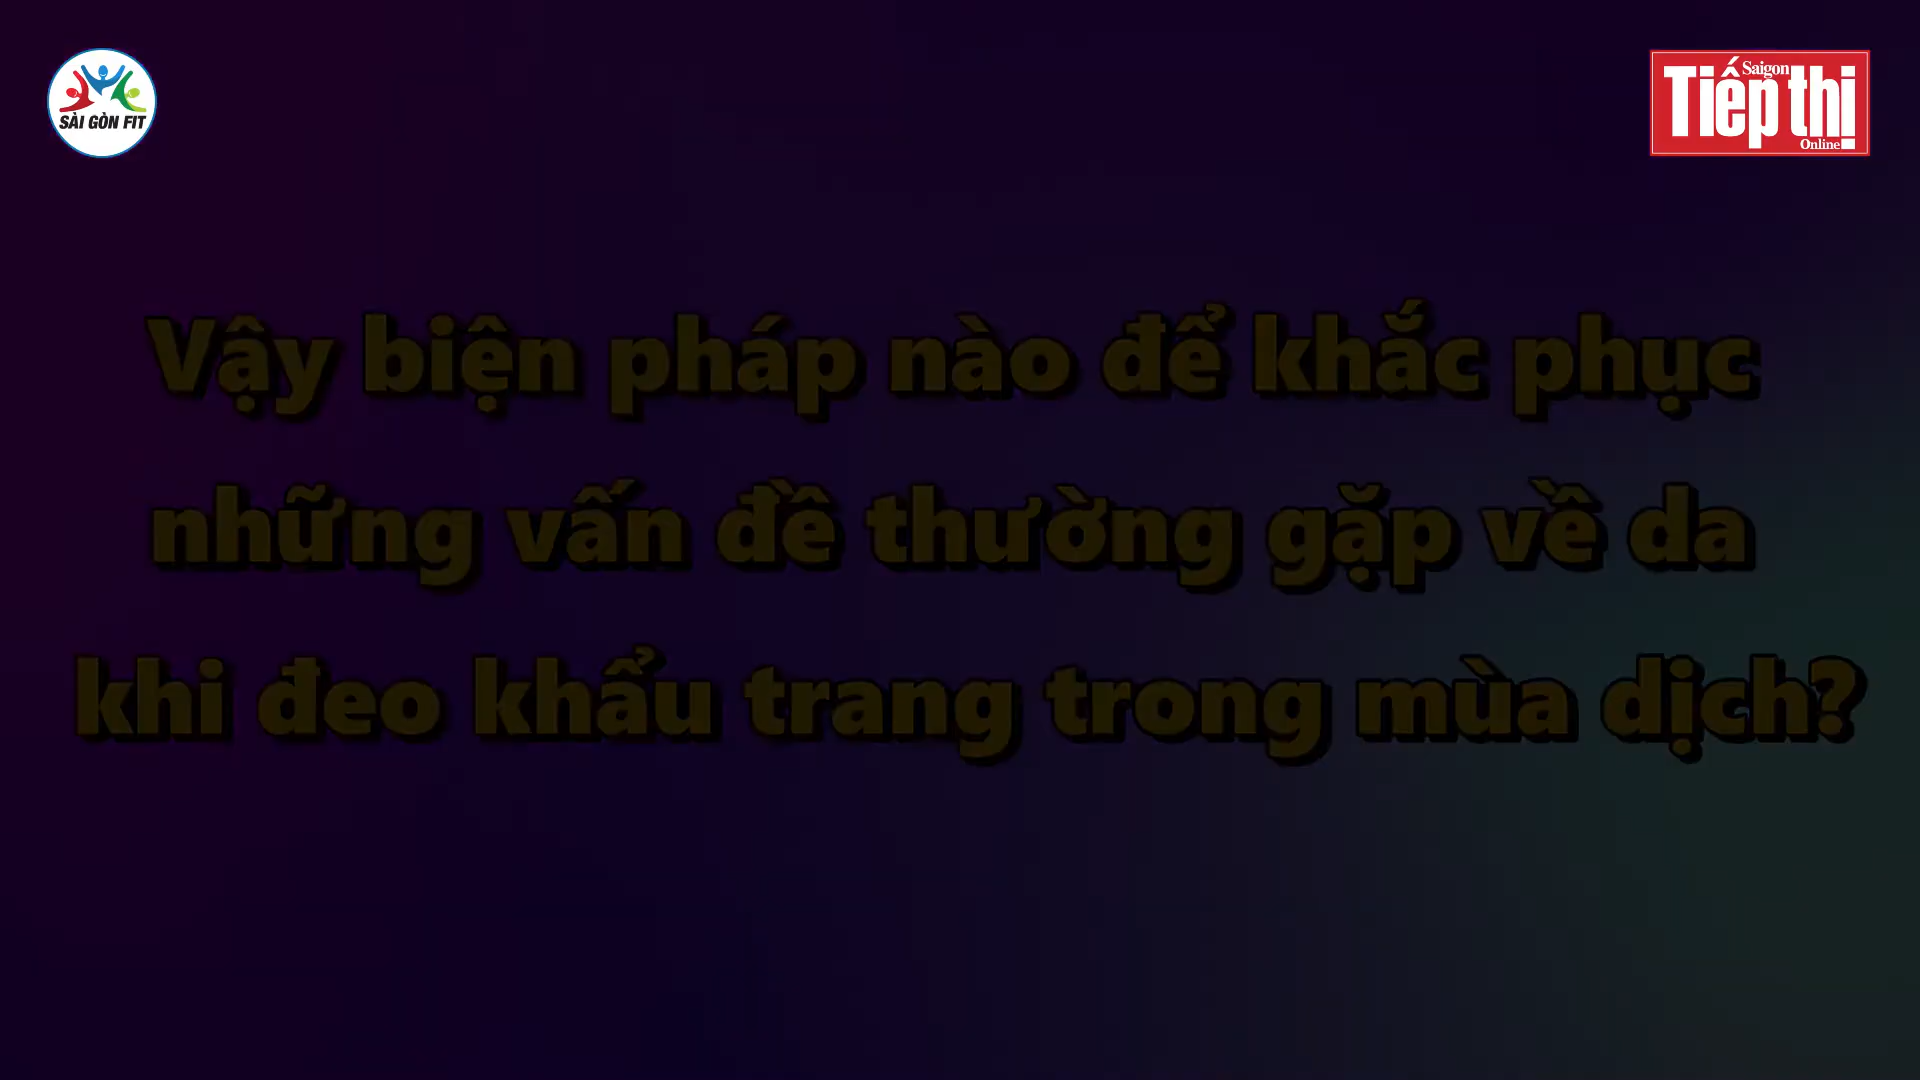 SÀI GÒN FIT
Saigon
Tiếp thị
Online
Vậy biện pháp nào để khắc phục
những vấn đề thường gặp về da
khi đeo khẩu trang trong mùa dịch?